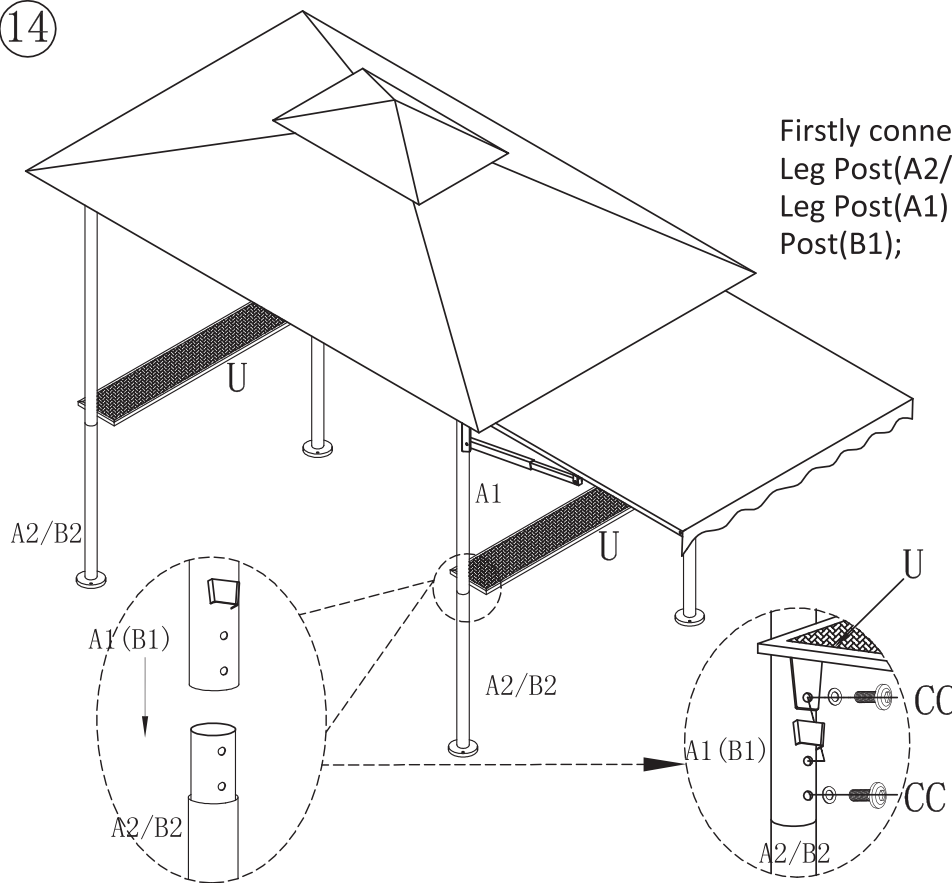 14
Firstly conne
Leg Post(A2/
Leg Post(A1)
Post(B1);
U
A1
A2/B2
U
U
A1(B1)
A2/B2
CC
A1(B1)
CC
A2/B2
A2/B2